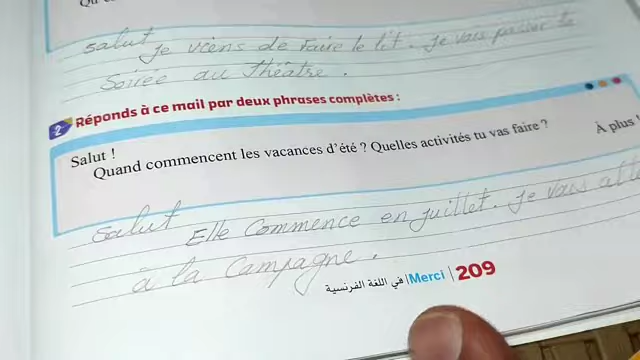 salut
Je viens de faire le lit. Je vais passer la
Soirée au théâtre.
2 Réponds à ce mail par deux phrases complètes :
Salut !
Quand commencent les vacances d'été ? Quelles activités tu vas faire ?
À plus !
salut
Elle Commence en juillet. Je vais alle
à la Campagne.
في اللغة الفرنسية |Merci | 209